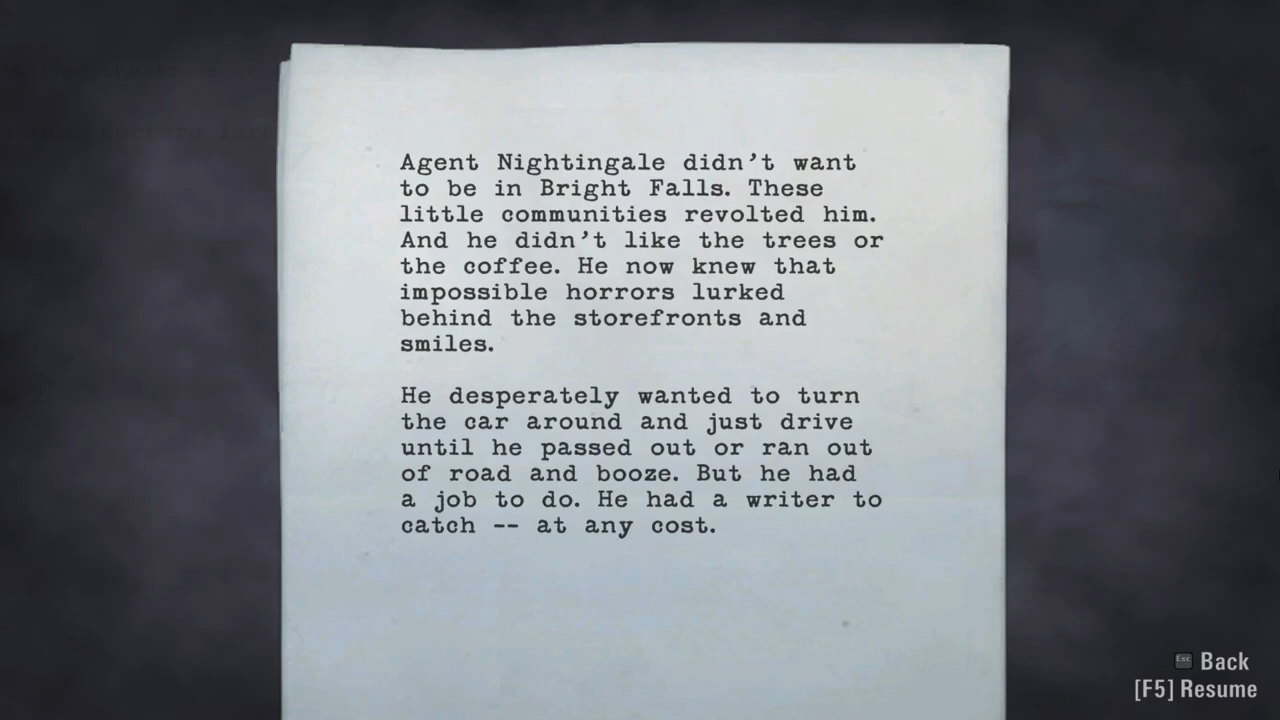 Agent Nightingale didn't want
to be in Bright Falls. These
little communities revolted him.
And he didn't like the trees or
the coffee. He now knew that
impossible horrors lurked
behind the storefronts and
smiles.
He desperately wanted to turn
the car around and just drive
until he passed out or ran out
of road and booze. But he had
a job to do. He had a writer to
catch -- at any cost.
Esc Back
[F5] Resume